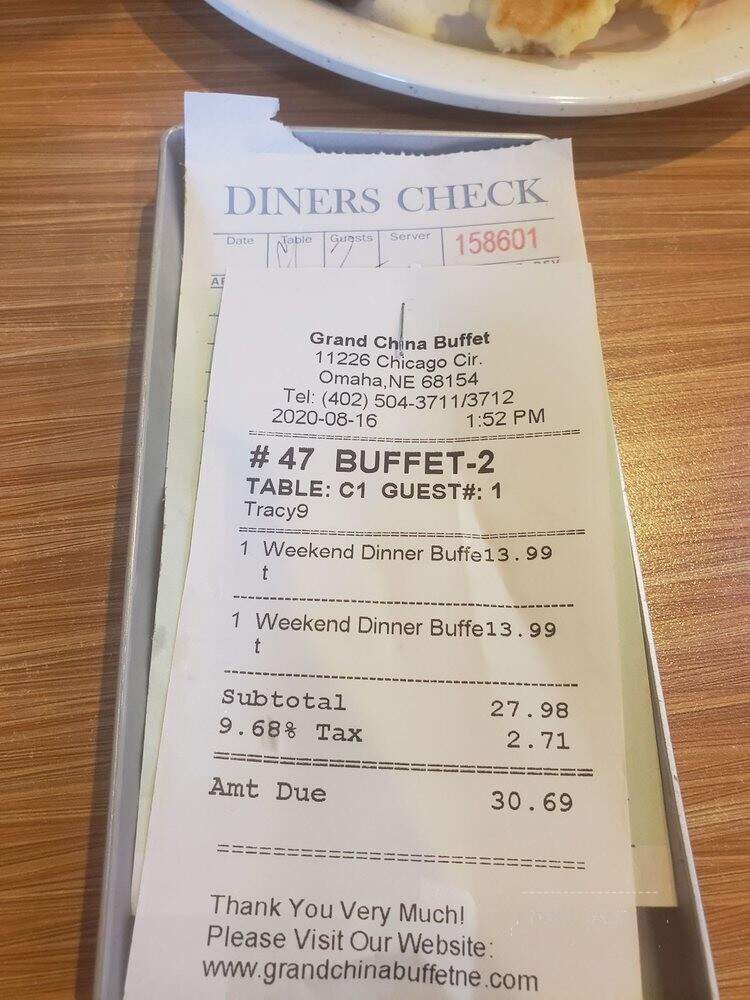 DINERS CHECK
Date Table Guests Server 158601
Grand China Buffet
11226 Chicago Cir.
Omaha,NE 68154
Tel: (402) 504-3711/3712
2020-08-16 1:52 PM
# 47 BUFFET-2
TABLE: C1 GUEST#: 1
Tracy9
1 Weekend Dinner Buffe13.99
t
1 Weekend Dinner Buffe13.99
t
Subtotal 27.98
9.68% Tax 2.71
Amt Due 30.69
Thank You Very Much!
Please Visit Our Website:
www.grandchinabuffetne.com